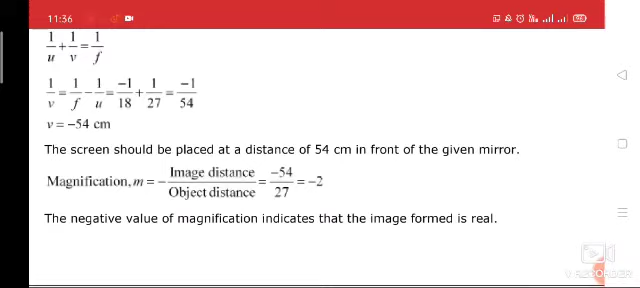 11:36
1/u + 1/v = 1/f
1/v = 1/f − 1/u = −1/18 + 1/27 = −1/54
v = −54 cm
The screen should be placed at a distance of 54 cm in front of the given mirror.
Magnification, m = − Image distance / Object distance = −54/27 = −2
The negative value of magnification indicates that the image formed is real.
V RECORDER